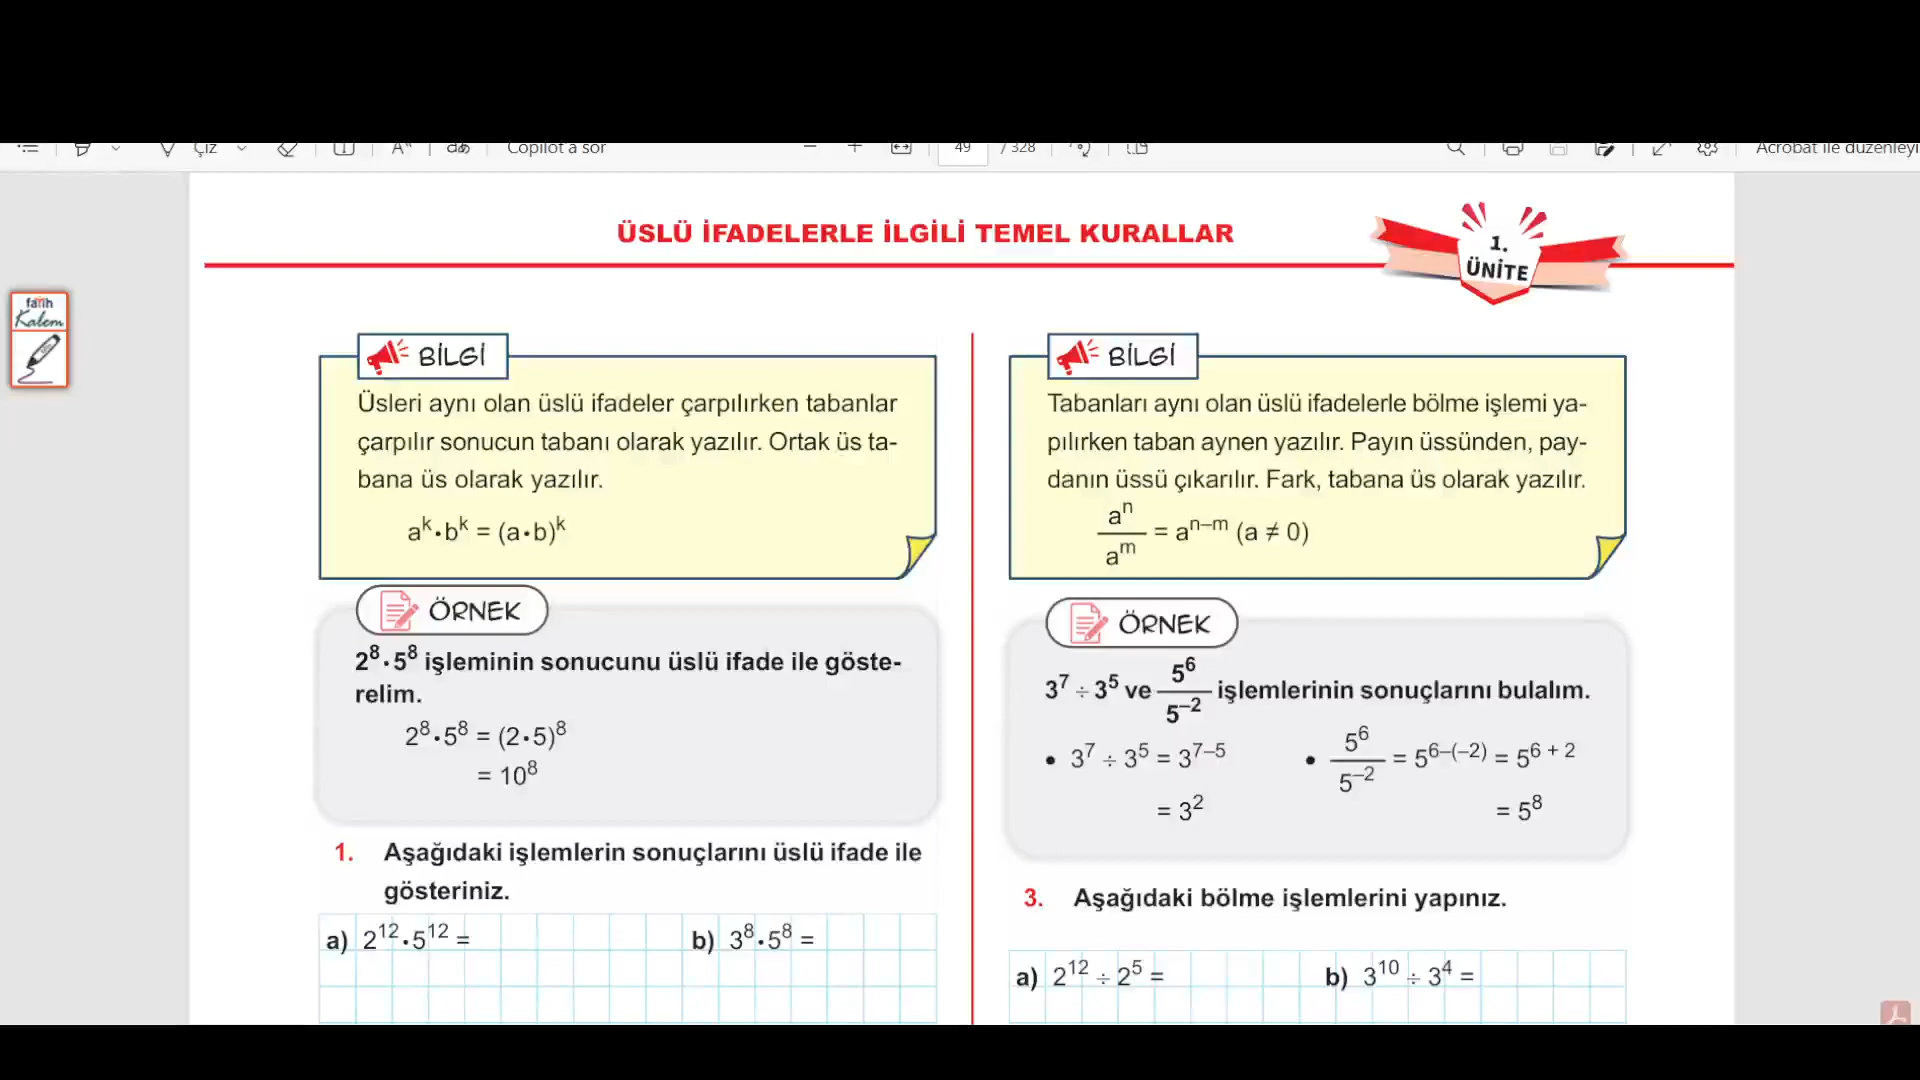 Çiz
Copilot'a sor
49 / 328
Acrobat ile düzenleyi
ÜSLÜ İFADELERLE İLGİLİ TEMEL KURALLAR
1.
ÜNİTE
fatih
Kalem
BİLGİ
Üsleri aynı olan üslü ifadeler çarpılırken tabanlar
çarpılır sonucun tabanı olarak yazılır. Ortak üs ta-
bana üs olarak yazılır.
aᵏ·bᵏ = (a·b)ᵏ
ÖRNEK
2⁸·5⁸ işleminin sonucunu üslü ifade ile göste-
relim.
2⁸·5⁸ = (2·5)⁸
= 10⁸
1. Aşağıdaki işlemlerin sonuçlarını üslü ifade ile
gösteriniz.
a) 2¹²·5¹² = b) 3⁸·5⁸ =
BİLGİ
Tabanları aynı olan üslü ifadelerle bölme işlemi ya-
pılırken taban aynen yazılır. Payın üssünden, pay-
danın üssü çıkarılır. Fark, tabana üs olarak yazılır.
aⁿ/aᵐ = aⁿ⁻ᵐ (a ≠ 0)
ÖRNEK
3⁷ ÷ 3⁵ ve 5⁶/5⁻² işlemlerinin sonuçlarını bulalım.
• 3⁷ ÷ 3⁵ = 3⁷⁻⁵ • 5⁶/5⁻² = 5⁶⁻⁽⁻²⁾ = 5⁶ ⁺ ²
= 3² = 5⁸
3. Aşağıdaki bölme işlemlerini yapınız.
a) 2¹² ÷ 2⁵ = b) 3¹⁰ ÷ 3⁴ =